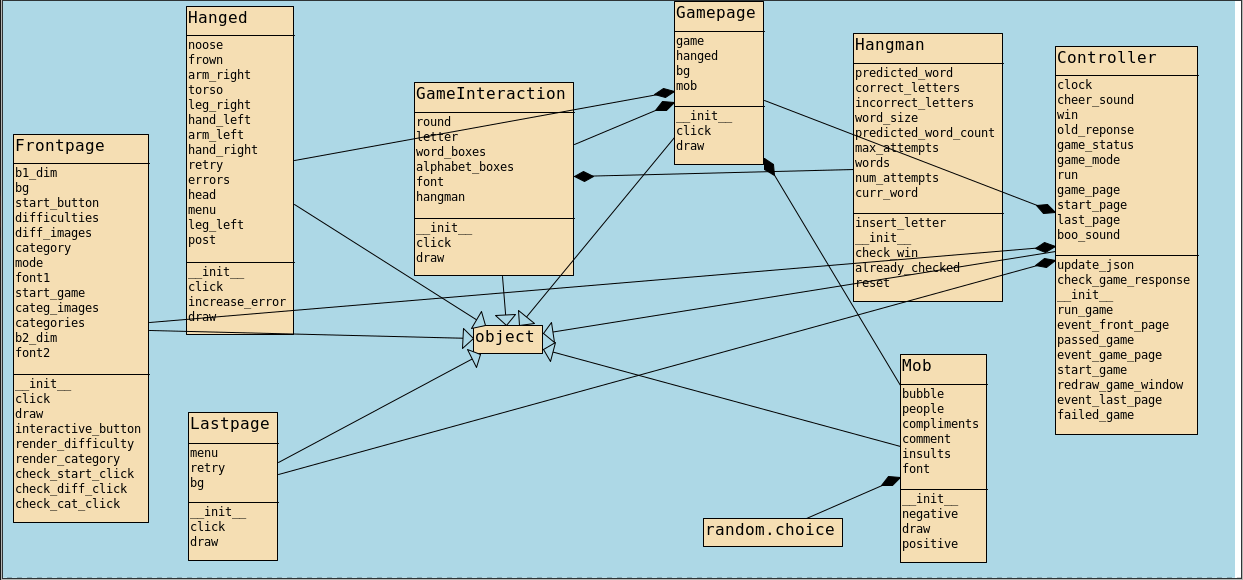 Hanged
noose
frown
arm_right
torso
leg_right
hand_left
arm_left
hand_right
retry
errors
head
menu
leg_left
post
__init__
click
increase_error
draw
Gamepage
game
hanged
bg
mob
__init__
click
draw
Hangman
predicted_word
correct_letters
incorrect_letters
word_size
predicted_word_count
max_attempts
words
num_attempts
curr_word
insert_letter
__init__
check_win
already_checked
reset
Controller
clock
cheer_sound
win
old_reponse
game_status
game_mode
run
game_page
start_page
last_page
boo_sound
update_json
check_game_response
__init__
run_game
event_front_page
passed_game
event_game_page
start_game
redraw_game_window
event_last_page
failed_game
GameInteraction
round
letter
word_boxes
alphabet_boxes
font
hangman
__init__
click
draw
Frontpage
b1_dim
bg
start_button
difficulties
diff_images
category
mode
font1
start_game
categ_images
categories
b2_dim
font2
__init__
click
draw
interactive_button
render_difficulty
render_category
check_start_click
check_diff_click
check_cat_click
object
Mob
bubble
people
compliments
comment
insults
font
__init__
negative
draw
positive
Lastpage
menu
retry
bg
__init__
click
draw
random.choice